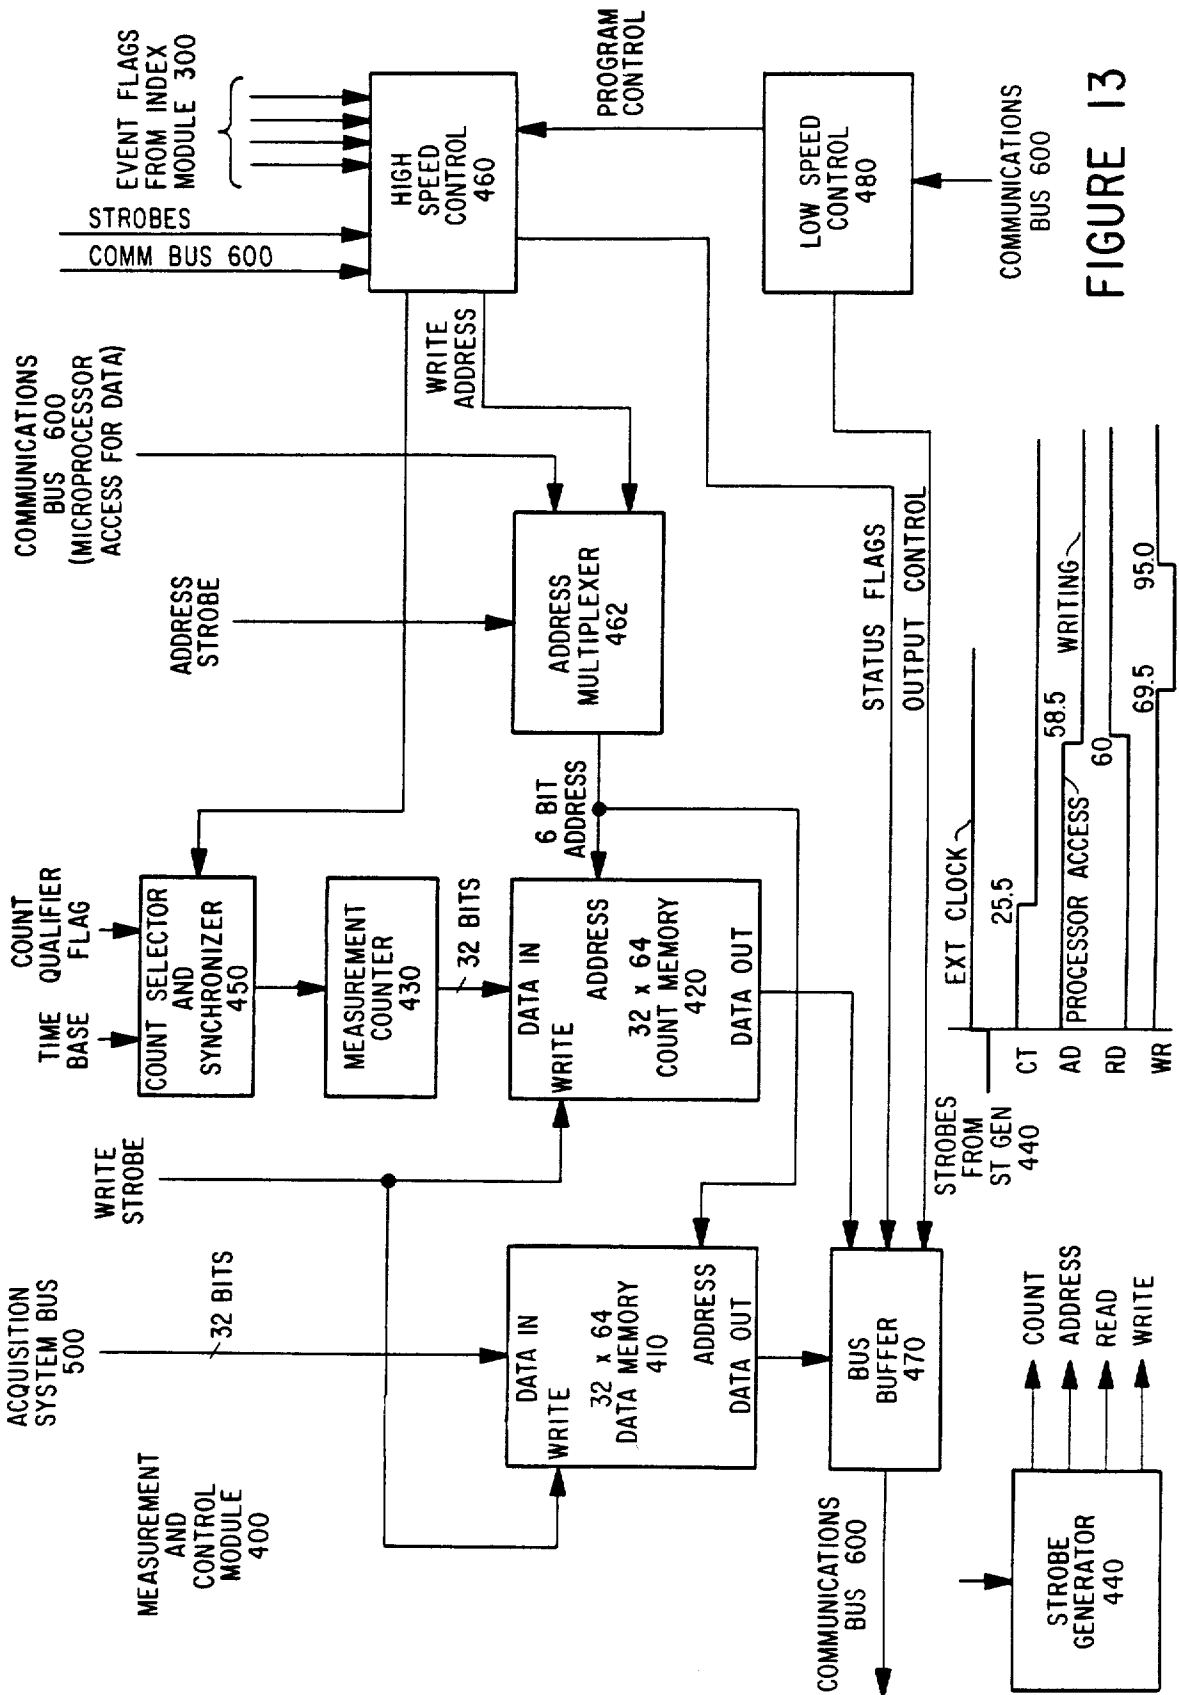 ACQUISITION
SYSTEM BUS
500
32 BITS
MEASUREMENT
AND
CONTROL
MODULE
400
WRITE
STROBE
TIME
BASE
COUNT
QUALIFIER
FLAG
COUNT SELECTOR
AND
SYNCHRONIZER
450
MEASUREMENT
COUNTER
430
32 BITS
ADDRESS
STROBE
COMMUNICATIONS
BUS 600
(MICROPROCESSOR
ACCESS FOR DATA)
STROBES
COMM BUS 600
EVENT FLAGS
FROM INDEX
MODULE 300
HIGH
SPEED
CONTROL
460
WRITE
ADDRESS
ADDRESS
MULTIPLEXER
462
6 BIT
ADDRESS
DATA IN
WRITE
32 x 64
DATA MEMORY
410
ADDRESS
DATA OUT
DATA IN
WRITE
ADDRESS
32 x 64
COUNT MEMORY
420
DATA OUT
PROGRAM
CONTROL
LOW SPEED
CONTROL
480
COMMUNICATIONS
BUS 600
STATUS FLAGS
OUTPUT CONTROL
BUS
BUFFER
470
COMMUNICATIONS
BUS 600
STROBE
GENERATOR
440
COUNT
ADDRESS
READ
WRITE
STROBES
FROM
ST GEN
440
EXT CLOCK
CT
25.5
AD
PROCESSOR ACCESS
58.5
WRITING
RD
60
WR
69.5
95.0
FIGURE 13